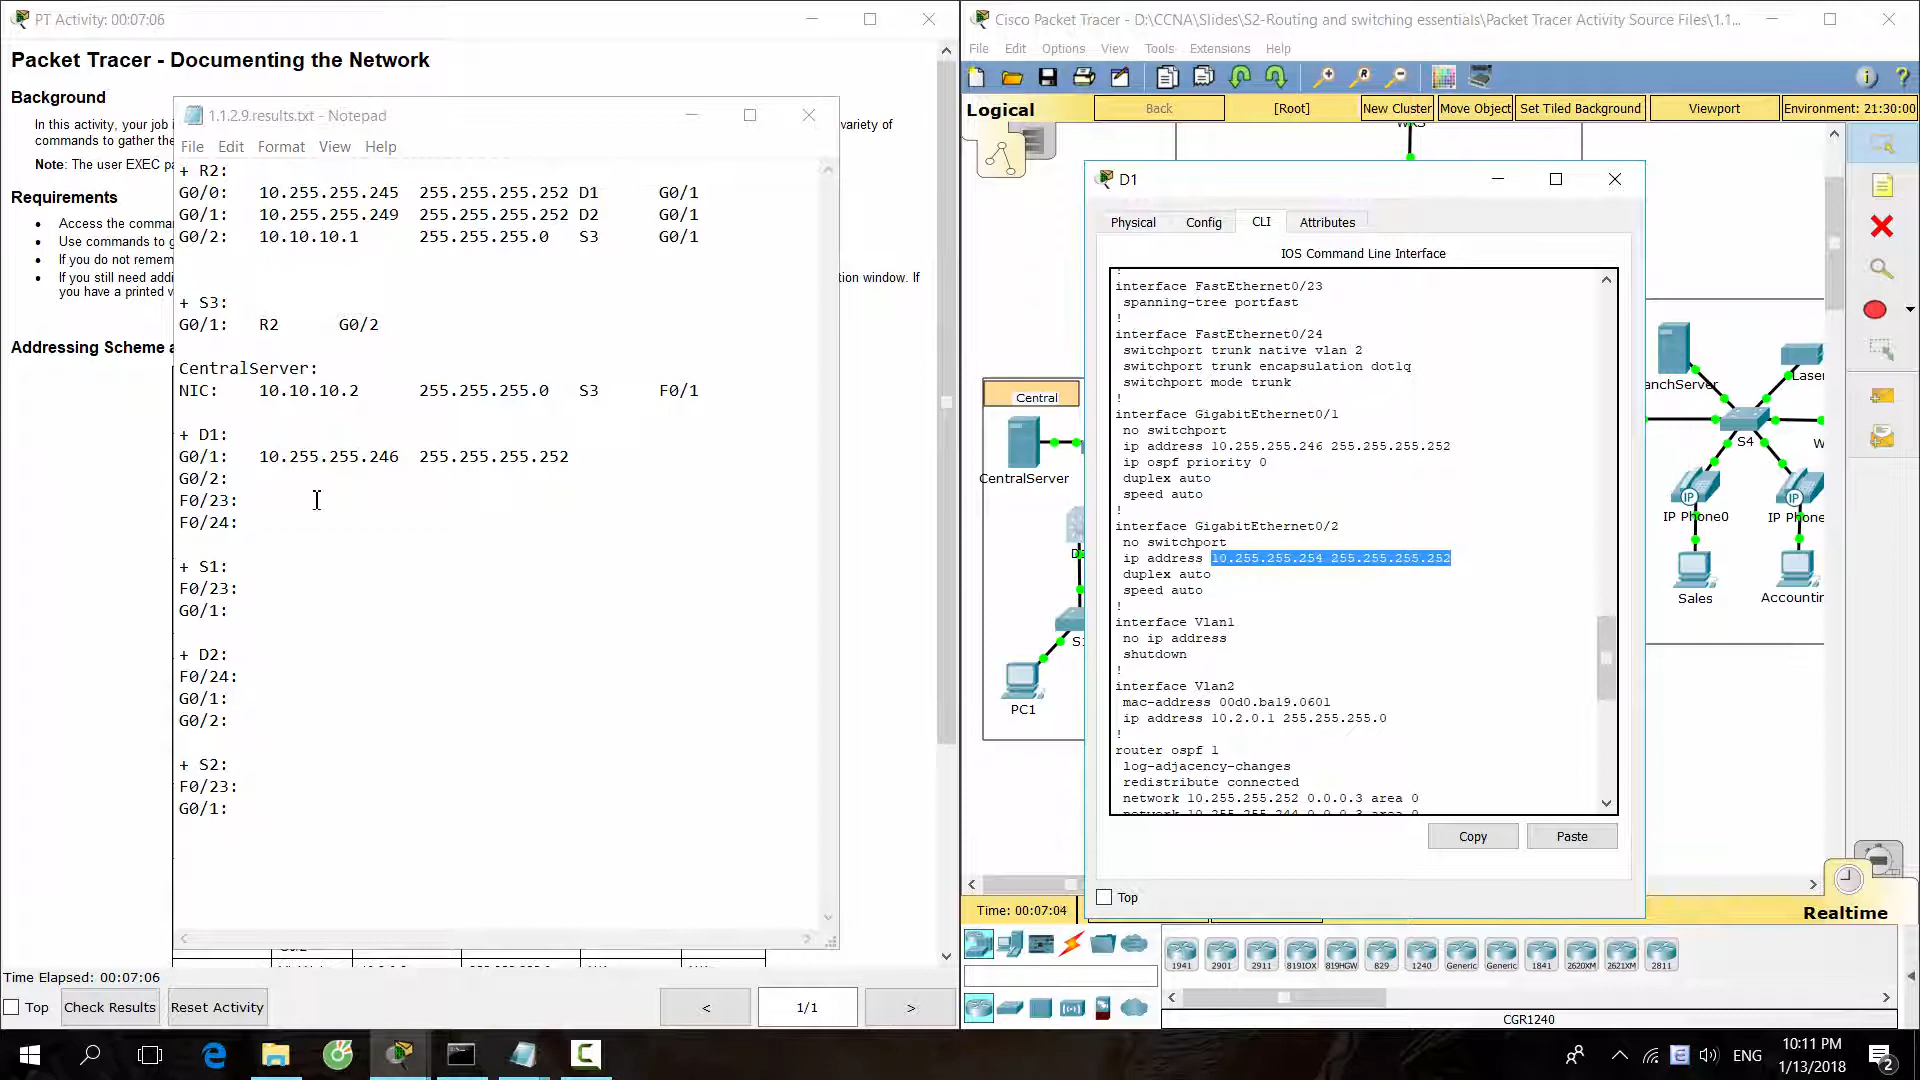 PT Activity: 00:07:06
Packet Tracer - Documenting the Network
Background
In this activity, your job i
variety of
commands to gather the
Note: The user EXEC pa
Requirements
Access the comma
Use commands to g
If you do not remem
If you still need addi
tion window. If
you have a printed v
Addressing Scheme a
1.1.2.9.results.txt - Notepad
File Edit Format View Help
+ R2:
G0/0: 10.255.255.245 255.255.255.252 D1 G0/1
G0/1: 10.255.255.249 255.255.255.252 D2 G0/1
G0/2: 10.10.10.1 255.255.255.0 S3 G0/1
+ S3:
G0/1: R2 G0/2
CentralServer:
NIC: 10.10.10.2 255.255.255.0 S3 F0/1
+ D1:
G0/1: 10.255.255.246 255.255.255.252
G0/2:
F0/23:
F0/24:
+ S1:
F0/23:
G0/1:
+ D2:
F0/24:
G0/1:
G0/2:
+ S2:
F0/23:
G0/1:
Time Elapsed: 00:07:06
Top Check Results Reset Activity < 1/1 >
Cisco Packet Tracer - D:\CCNA\Slides\S2-Routing and switching essentials\Packet Tracer Activity Source Files\1.1...
File Edit Options View Tools Extensions Help
Logical Back [Root] New Cluster Move Object Set Tiled Background Viewport Environment: 21:30:00
Central
CentralServer
PC1
anchServer
Laser
S4
IP Phone0
IP Phone
Sales
Accountin
D1
Physical Config CLI Attributes
IOS Command Line Interface
!
interface FastEthernet0/23
spanning-tree portfast
!
interface FastEthernet0/24
switchport trunk native vlan 2
switchport trunk encapsulation dot1q
switchport mode trunk
!
interface GigabitEthernet0/1
no switchport
ip address 10.255.255.246 255.255.255.252
ip ospf priority 0
duplex auto
speed auto
!
interface GigabitEthernet0/2
no switchport
ip address 10.255.255.254 255.255.255.252
duplex auto
speed auto
!
interface Vlan1
no ip address
shutdown
!
interface Vlan2
mac-address 00d0.ba19.0601
ip address 10.2.0.1 255.255.255.0
!
router ospf 1
log-adjacency-changes
redistribute connected
network 10.255.255.252 0.0.0.3 area 0
network 10.255.255.244 0.0.0.3 area 0
Copy Paste
Top
Time: 00:07:04
Realtime
1941 2901 2911 819IOX 819HGW 829 1240 Generic Generic 1841 2620XM 2621XM 2811
CGR1240
ENG
10:11 PM
1/13/2018
2